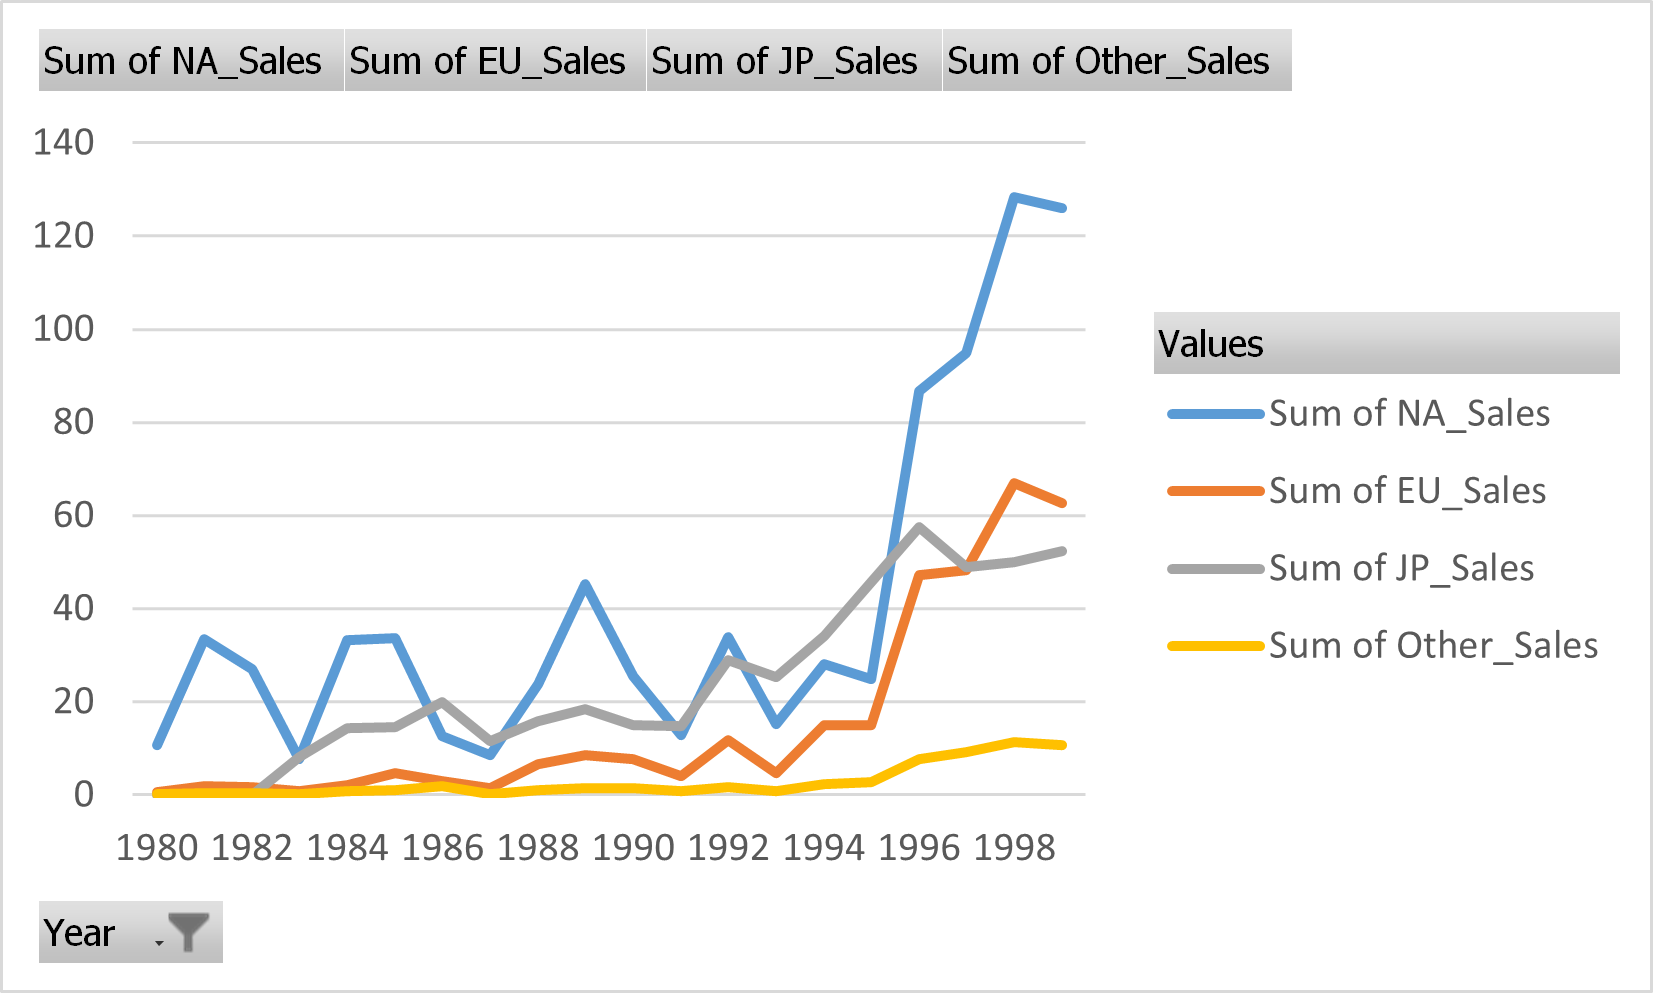 Sum of NA_Sales Sum of EU_Sales Sum of JP_Sales Sum of Other_Sales
140
120
100
80
60
40
20
0
1980 1982 1984 1986 1988 1990 1992 1994 1996 1998
Values
Sum of NA_Sales
Sum of EU_Sales
Sum of JP_Sales
Sum of Other_Sales
Year